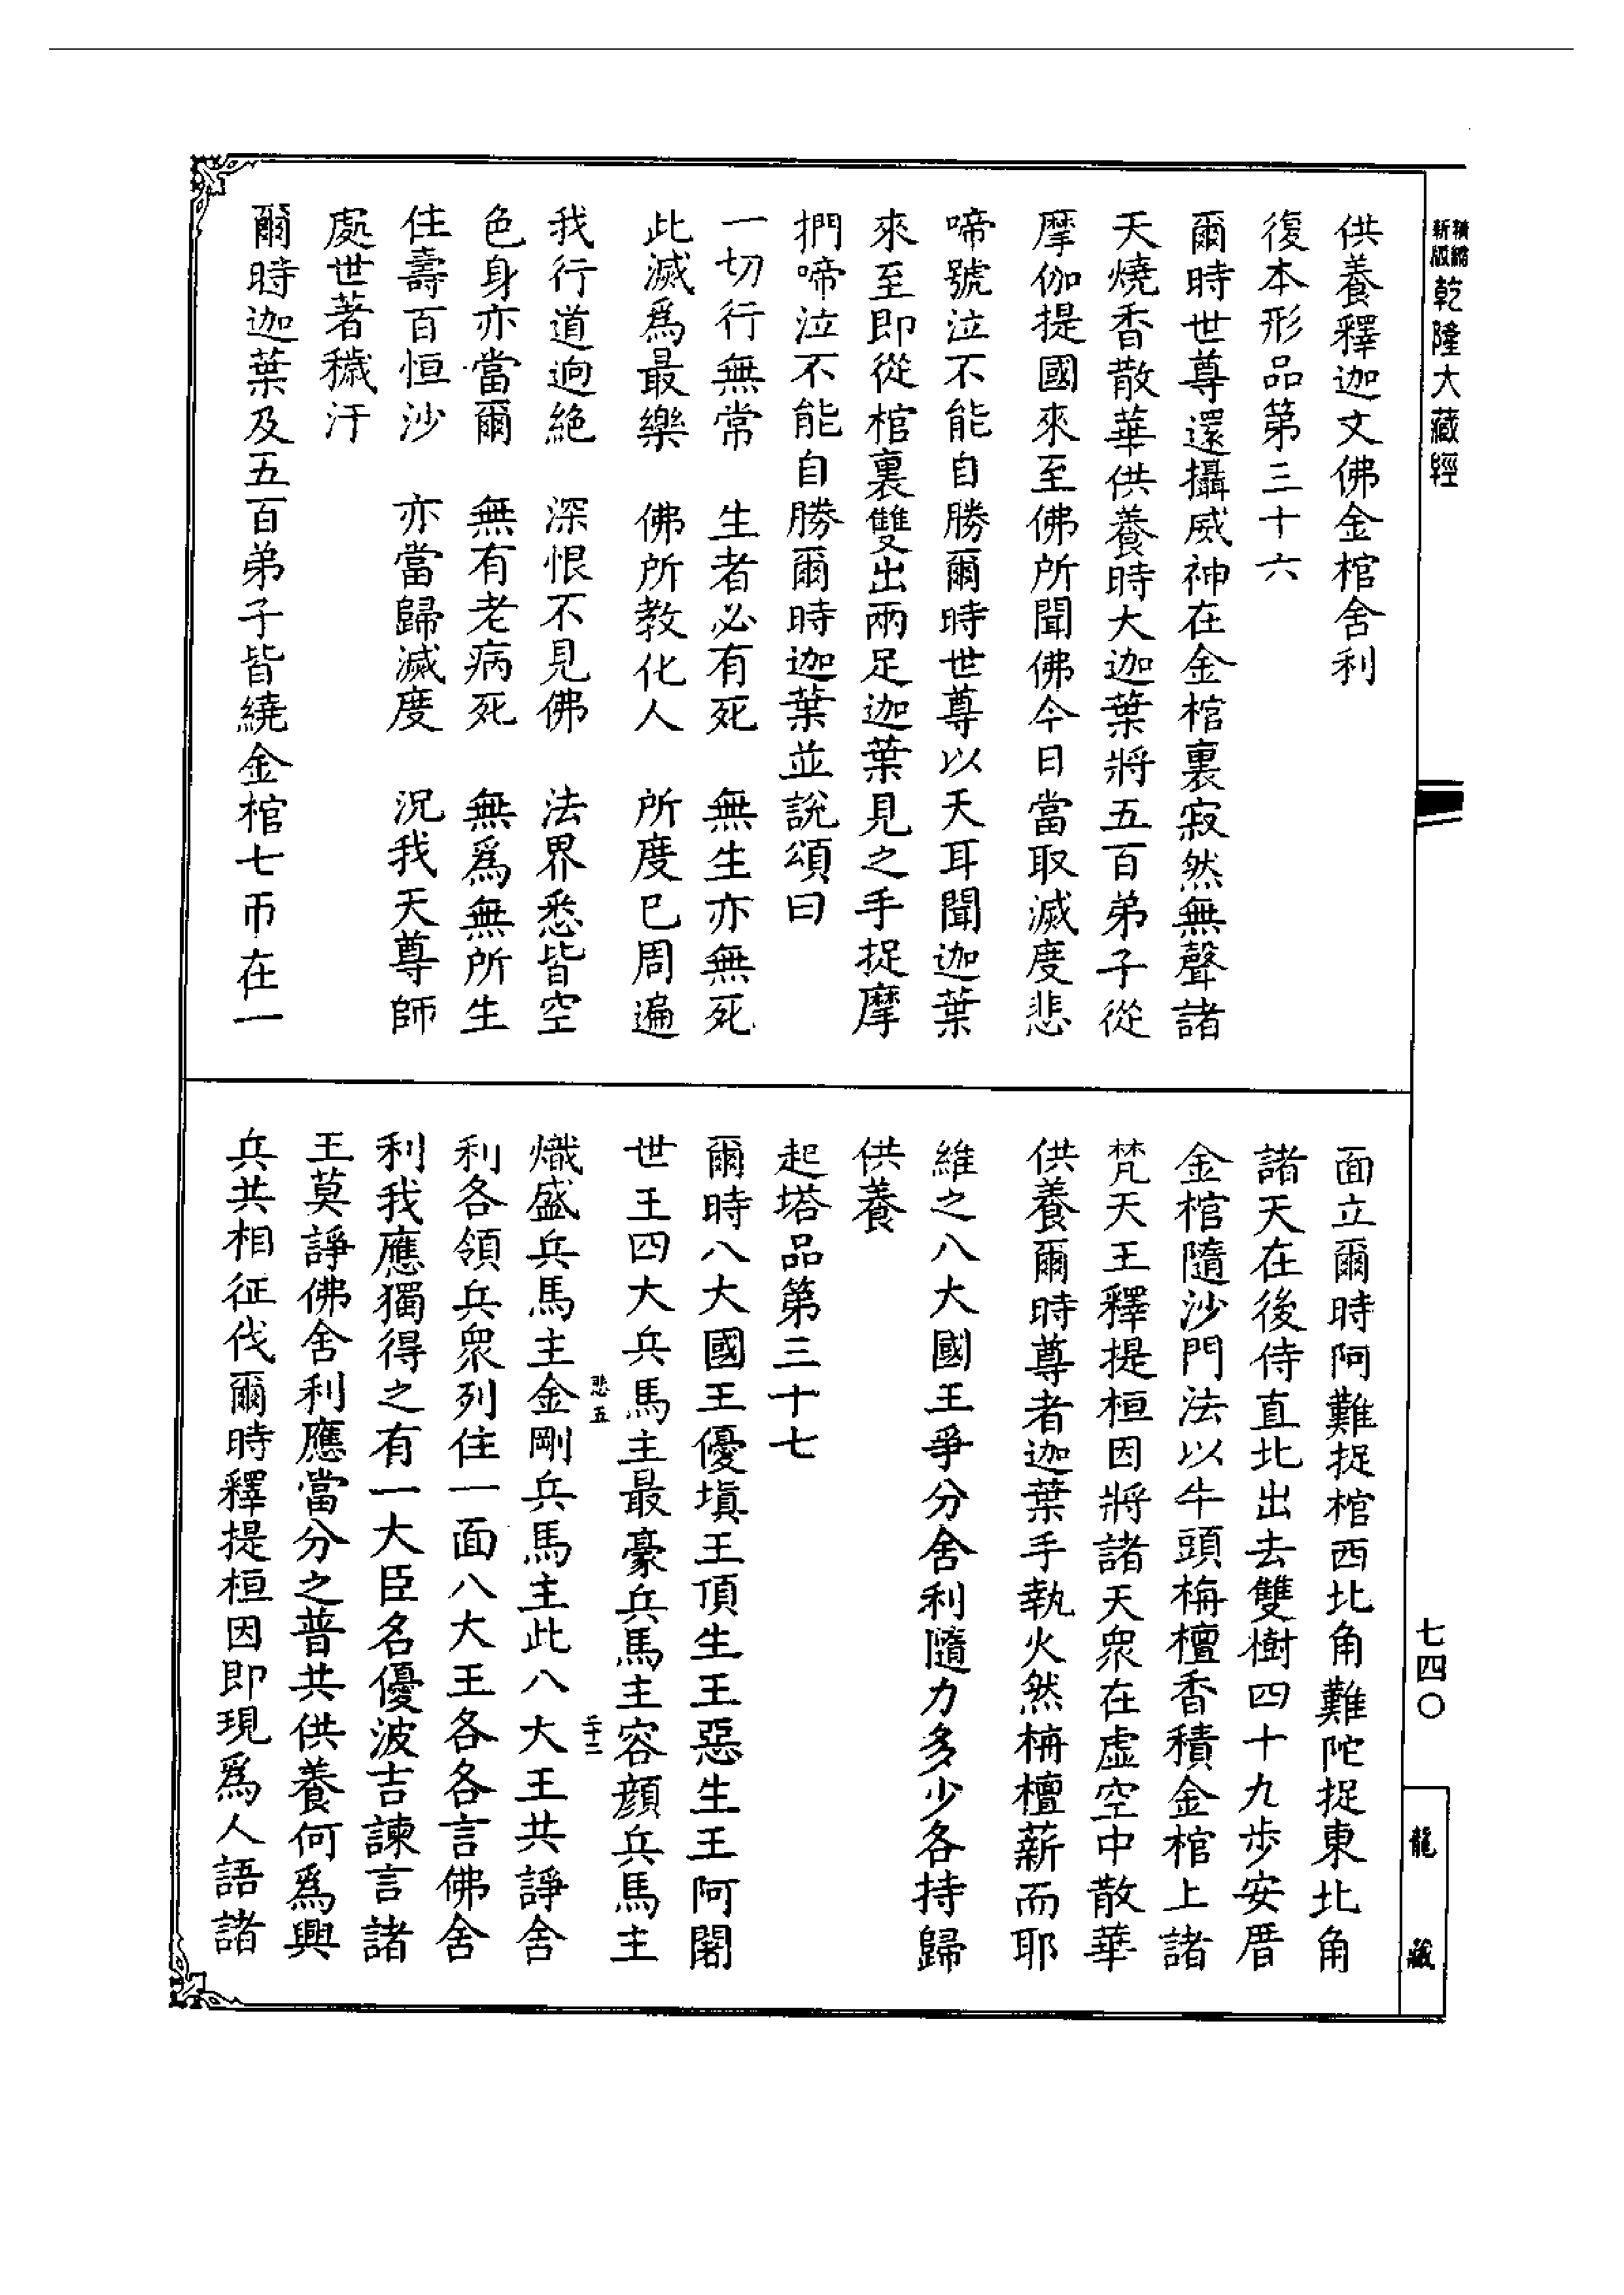 精縮
新版
乾隆大藏經
供養釋迦文佛金棺舍利
復本形品第三十六
爾時世尊還攝威神在金棺裏寂然無聲諸
天燒香散華供養時大迦葉將五百弟子從
摩伽提國來至佛所聞佛今日當取滅度悲
啼號泣不能自勝爾時世尊以天耳聞迦葉
來至即從棺裏雙出兩足迦葉見之手捉摩
捫啼泣不能自勝爾時迦葉並說頌曰
一切行無常 生者必有死 無生亦無死
此滅爲最樂 佛所教化人 所度已周遍
我行道迥絕 深恨不見佛 法界悉皆空
色身亦當爾 無有老病死 無爲無所生
住壽百恒沙 亦當歸滅度 況我天尊師
處世著穢汙
爾時迦葉及五百弟子皆繞金棺七帀在一
面立爾時阿難捉棺西北角難陀捉東北角
諸天在後侍直北出去雙樹四十九步安厝
金棺隨沙門法以牛頭栴檀香積金棺上諸
梵天王釋提桓因將諸天眾在虛空中散華
供養爾時尊者迦葉手執火然栴檀薪而耶
維之八大國王爭分舍利隨力多少各持歸
供養
起塔品第三十七
爾時八大國王優塡王頂生王惡生王阿闍
世王四大兵馬主最豪兵馬主容顏兵馬主
悲五
二十二
熾盛兵馬主金剛兵馬主此八大王共諍舍
利各領兵眾列住一面八大王各各言佛舍
利我應獨得之有一大臣名優波吉諫言諸
王莫諍佛舍利應當分之普共供養何爲興
兵共相征伐爾時釋提桓因即現爲人語諸
七四〇
龍藏